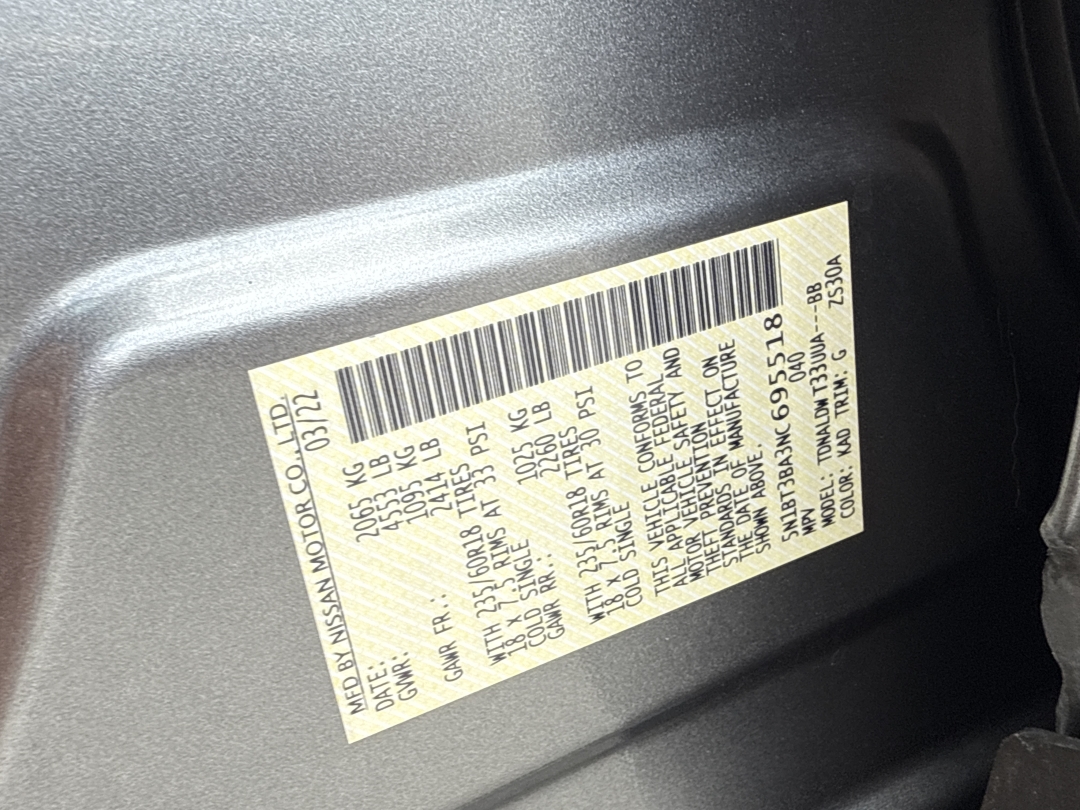 MFD BY NISSAN MOTOR CO., LTD.
DATE: 03/22
GVWR: 2065 KG
4553 LB
GAWR FR.: 1095 KG
2414 LB
WITH 235/60R18 TIRES
18 X 7.5 RIMS AT 33 PSI
COLD SINGLE
GAWR RR.: 1025 KG
2260 LB
WITH 235/60R18 TIRES
18 X 7.5 RIMS AT 30 PSI
COLD SINGLE
THIS VEHICLE CONFORMS TO
ALL APPLICABLE FEDERAL
MOTOR VEHICLE SAFETY AND
THEFT PREVENTION
STANDARDS IN EFFECT ON
THE DATE OF MANUFACTURE
SHOWN ABOVE.
5N1BT3BA3NC695518
MPV 040
MODEL: TDNALDW T33UUA---BB
COLOR: KAD TRIM: G ZS30A